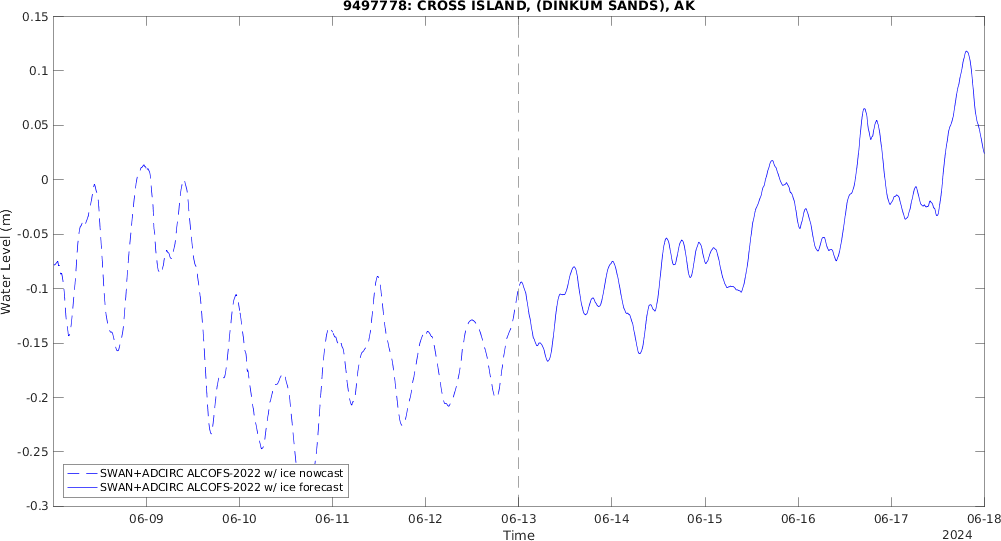 9497778: CROSS ISLAND, (DINKUM SANDS), AK
0.15
0.1
0.05
0
-0.05
-0.1
-0.15
-0.2
-0.25
-0.3
Water Level (m)
SWAN+ADCIRC ALCOFS-2022 w/ ice nowcast
SWAN+ADCIRC ALCOFS-2022 w/ ice forecast
06-09 06-10 06-11 06-12 06-13 06-14 06-15 06-16 06-17 06-18
Time
2024